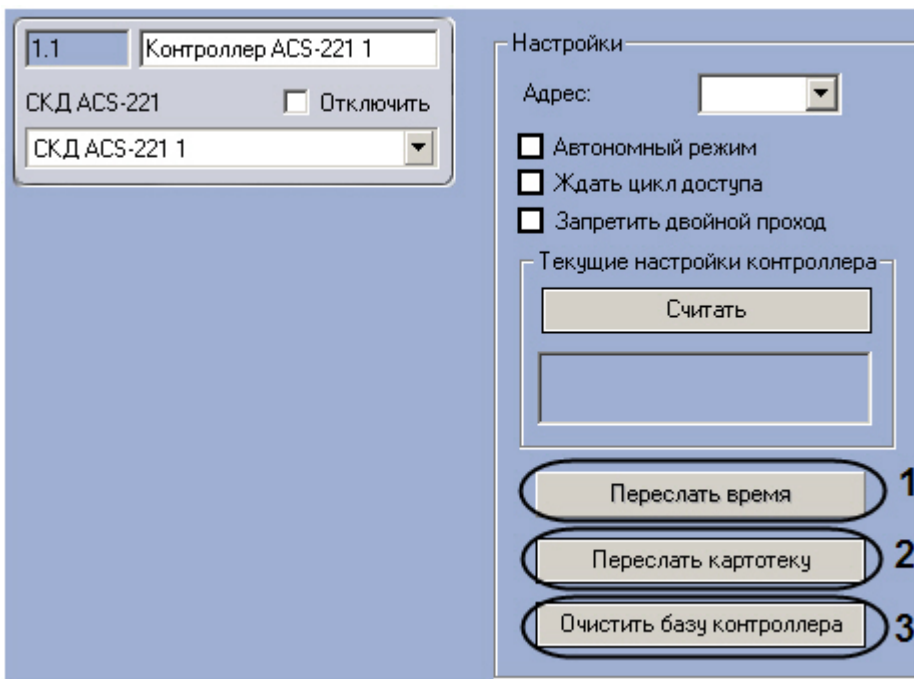 1.1 Контроллер ACS-221 1
СКД ACS-221 Отключить
СКД ACS-221 1
Настройки
Адрес:
Автономный режим
Ждать цикл доступа
Запретить двойной проход
Текущие настройки контроллера
Считать
Переслать время 1
Переслать картотеку 2
Очистить базу контроллера 3